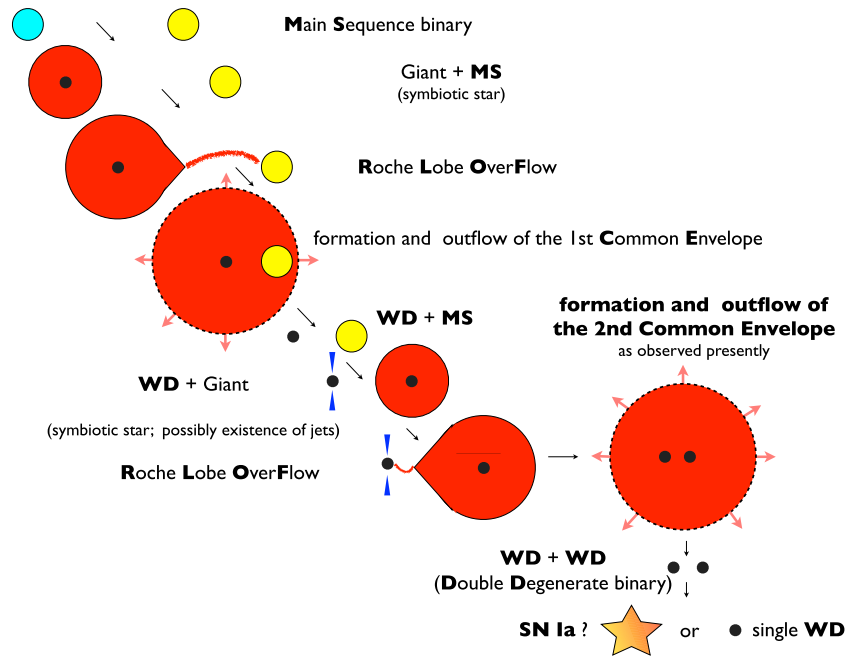 Main Sequence binary
Giant + MS
(symbiotic star)
Roche Lobe OverFlow
formation and outflow of the 1st Common Envelope
WD + MS
formation and outflow of
the 2nd Common Envelope
as observed presently
WD + Giant
(symbiotic star; possibly existence of jets)
Roche Lobe OverFlow
WD + WD
(Double Degenerate binary)
SN Ia ?
or
single WD